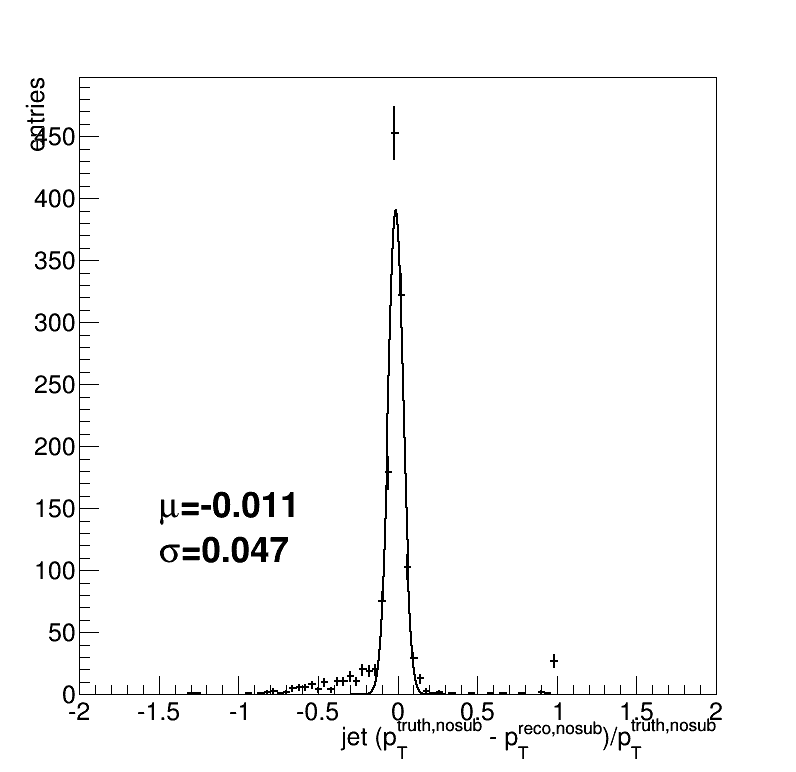 entries
450
400
350
300
250
200
150
100
50
0
μ=-0.011
σ=0.047
-2 -1.5 -1 -0.5 0 0.5 1 1.5 2
jet (p_T^truth,nosub - p_T^reco,nosub)/p_T^truth,nosub